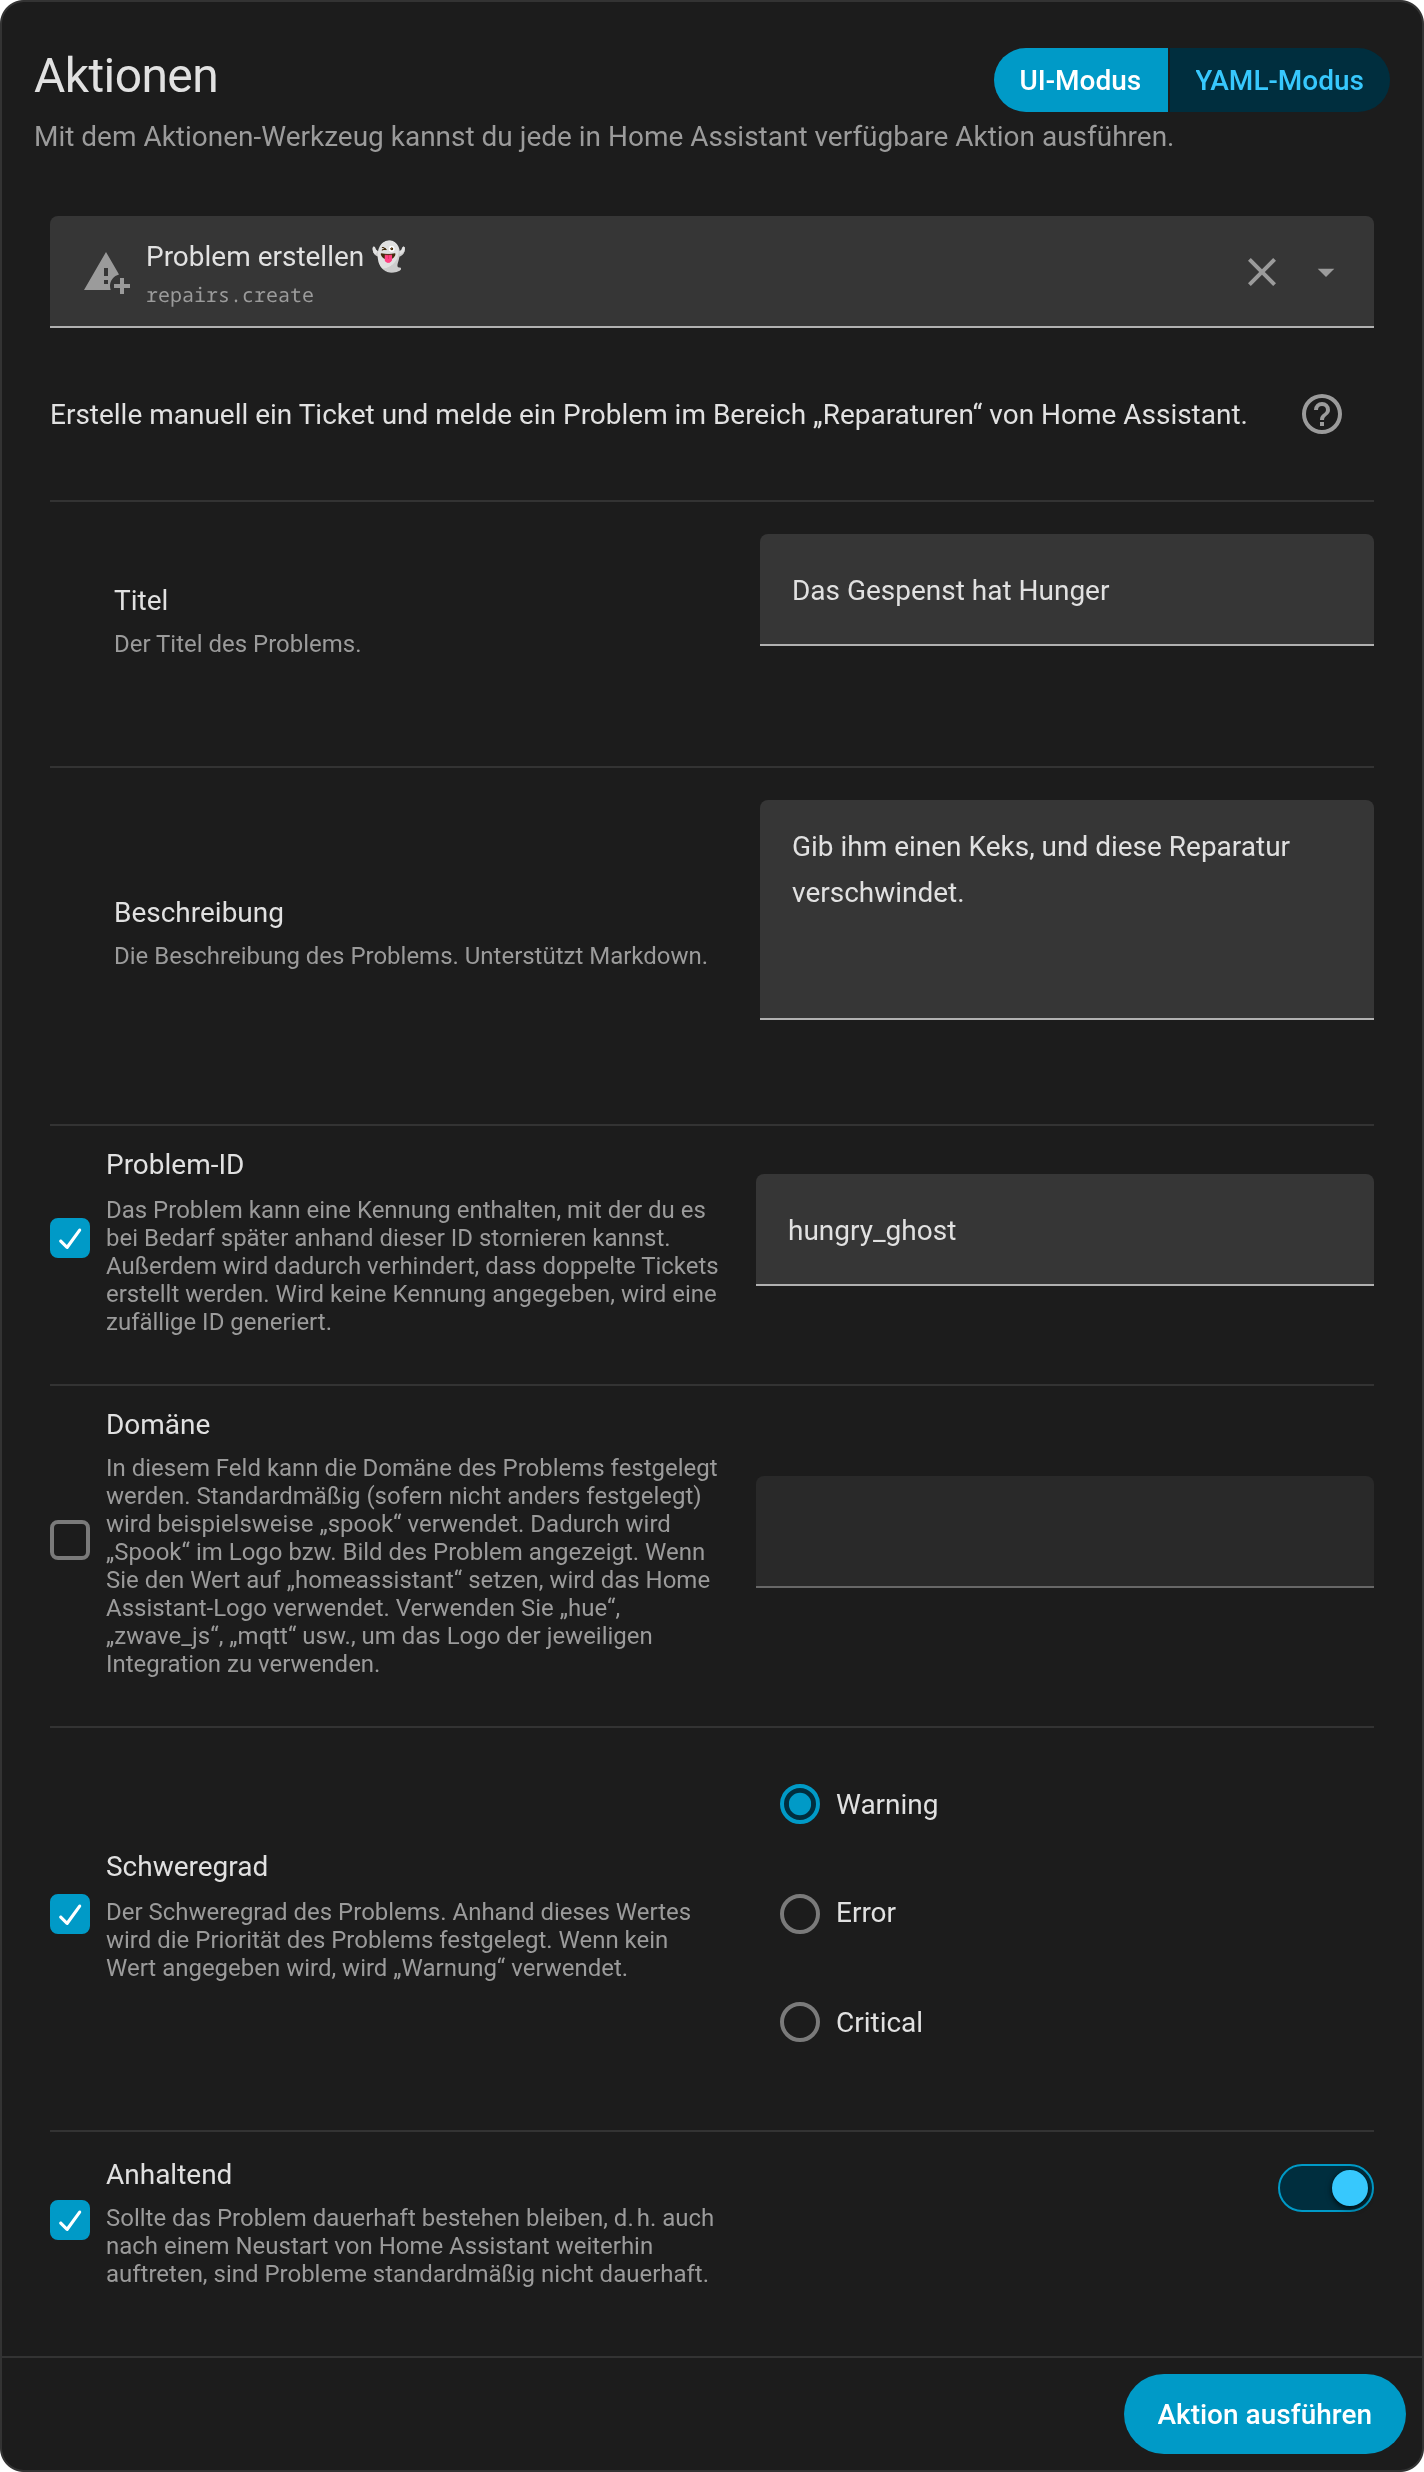 Aktionen
UI-Modus
YAML-Modus
Mit dem Aktionen-Werkzeug kannst du jede in Home Assistant verfügbare Aktion ausführen.
Problem erstellen 👻
repairs.create
Erstelle manuell ein Ticket und melde ein Problem im Bereich „Reparaturen“ von Home Assistant.
Titel
Der Titel des Problems.
Das Gespenst hat Hunger
Beschreibung
Die Beschreibung des Problems. Unterstützt Markdown.
Gib ihm einen Keks, und diese Reparatur
verschwindet.
Problem-ID
Das Problem kann eine Kennung enthalten, mit der du es
bei Bedarf später anhand dieser ID stornieren kannst.
Außerdem wird dadurch verhindert, dass doppelte Tickets
erstellt werden. Wird keine Kennung angegeben, wird eine
zufällige ID generiert.
hungry_ghost
Domäne
In diesem Feld kann die Domäne des Problems festgelegt
werden. Standardmäßig (sofern nicht anders festgelegt)
wird beispielsweise „spook“ verwendet. Dadurch wird
„Spook“ im Logo bzw. Bild des Problem angezeigt. Wenn
Sie den Wert auf „homeassistant“ setzen, wird das Home
Assistant-Logo verwendet. Verwenden Sie „hue“,
„zwave_js“, „mqtt“ usw., um das Logo der jeweiligen
Integration zu verwenden.
Schweregrad
Der Schweregrad des Problems. Anhand dieses Wertes
wird die Priorität des Problems festgelegt. Wenn kein
Wert angegeben wird, wird „Warnung“ verwendet.
Warning
Error
Critical
Anhaltend
Sollte das Problem dauerhaft bestehen bleiben, d. h. auch
nach einem Neustart von Home Assistant weiterhin
auftreten, sind Probleme standardmäßig nicht dauerhaft.
Aktion ausführen